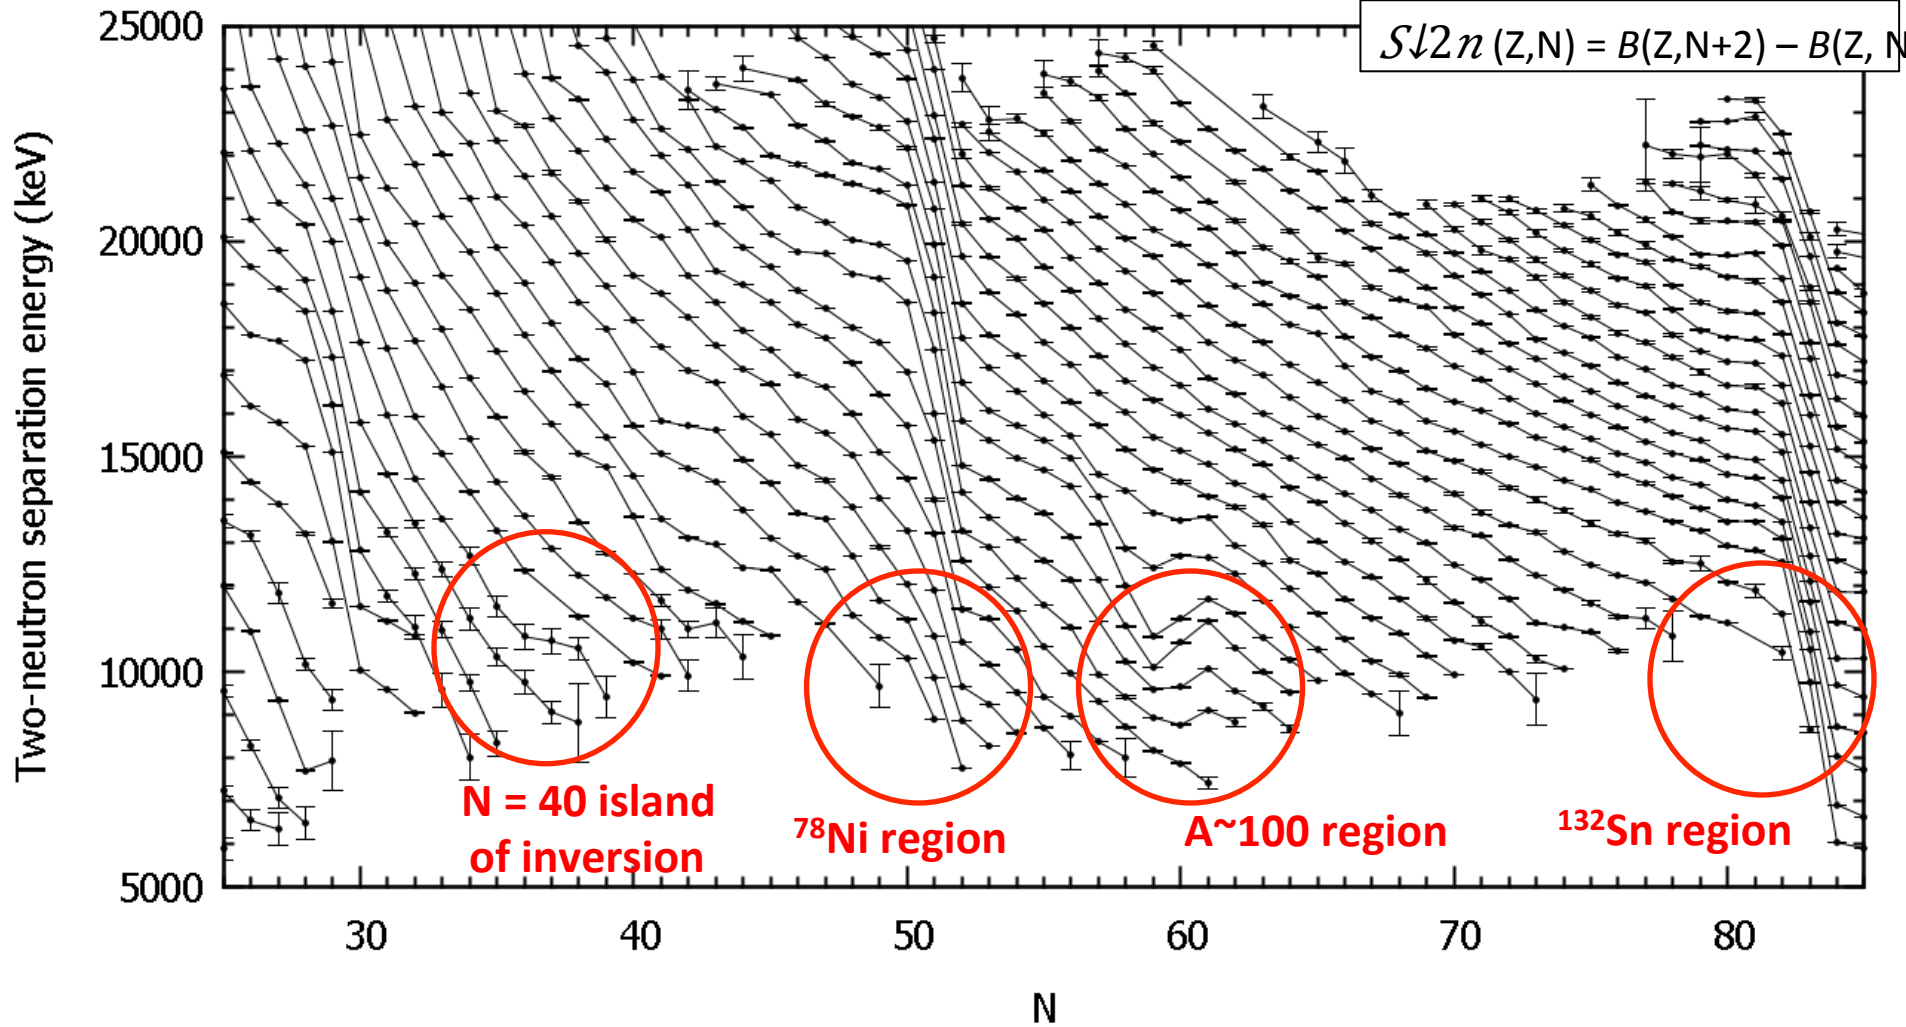 25000
S↓2n (Z,N) = B(Z,N+2) – B(Z, N
Two-neutron separation energy (keV)
20000
15000
10000
5000
N = 40 island
of inversion
⁷⁸Ni region
A~100 region
¹³²Sn region
30
40
50
60
70
80
N